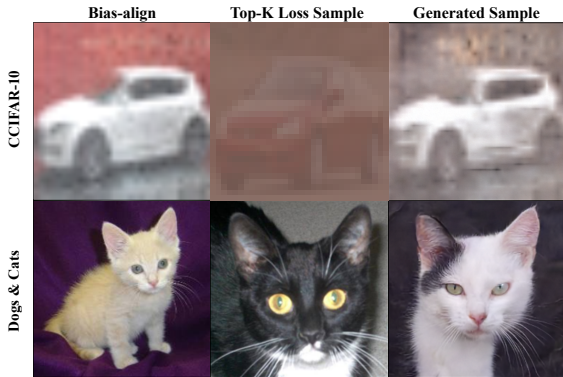 Bias-align Top-K Loss Sample Generated Sample
CCIFAR-10
Dogs & Cats